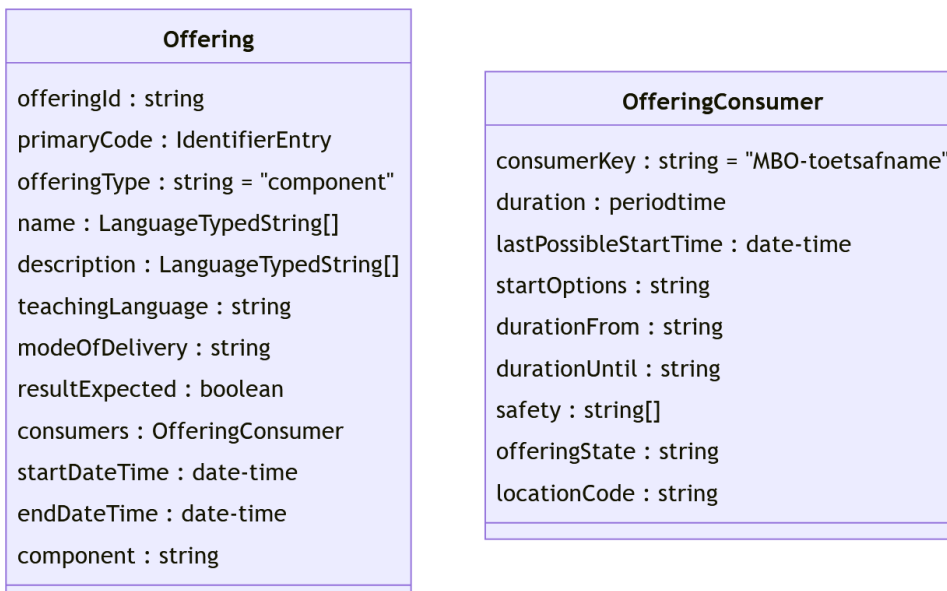 Offering
offeringId : string
primaryCode : IdentifierEntry
offeringType : string = "component"
name : LanguageTypedString[]
description : LanguageTypedString[]
teachingLanguage : string
modeOfDelivery : string
resultExpected : boolean
consumers : OfferingConsumer
startDateTime : date-time
endDateTime : date-time
component : string
OfferingConsumer
consumerKey : string = "MBO-toetsafname"
duration : periodtime
lastPossibleStartTime : date-time
startOptions : string
durationFrom : string
durationUntil : string
safety : string[]
offeringState : string
locationCode : string